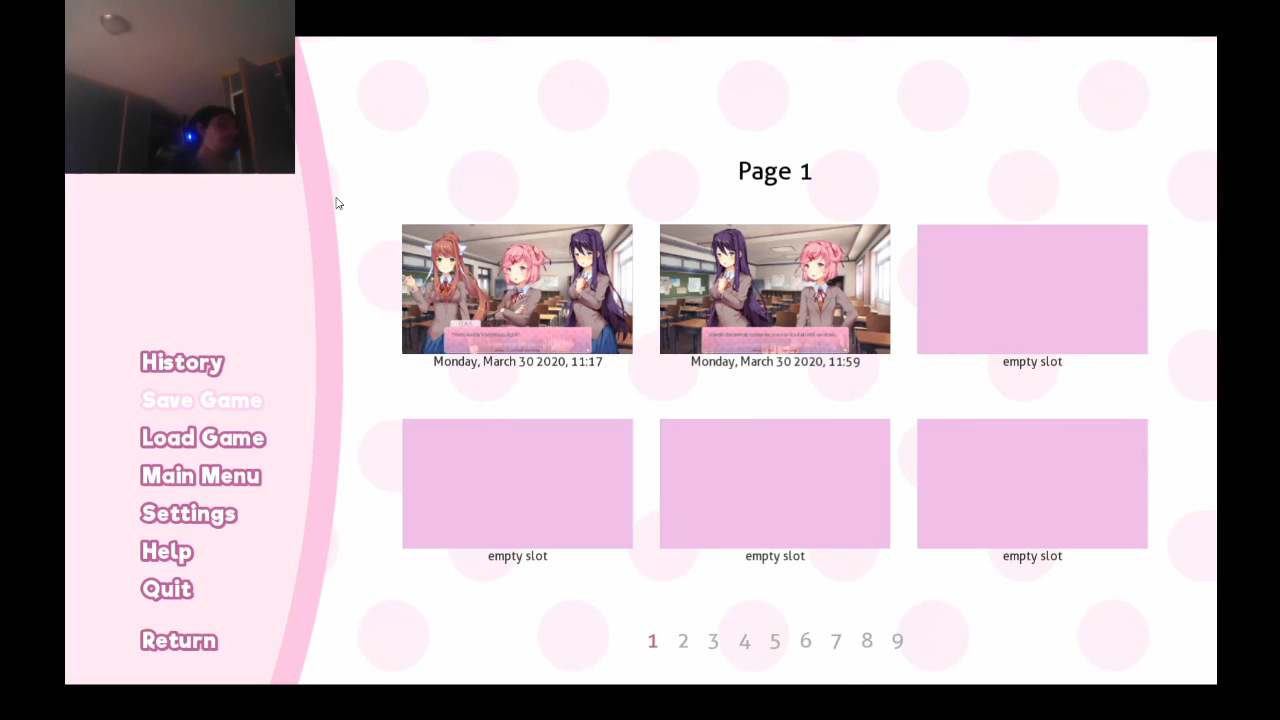 Page 1
Monday, March 30 2020, 11:17
Monday, March 30 2020, 11:59
empty slot
empty slot
empty slot
empty slot
History
Save Game
Load Game
Main Menu
Settings
Help
Quit
Return
1 2 3 4 5 6 7 8 9